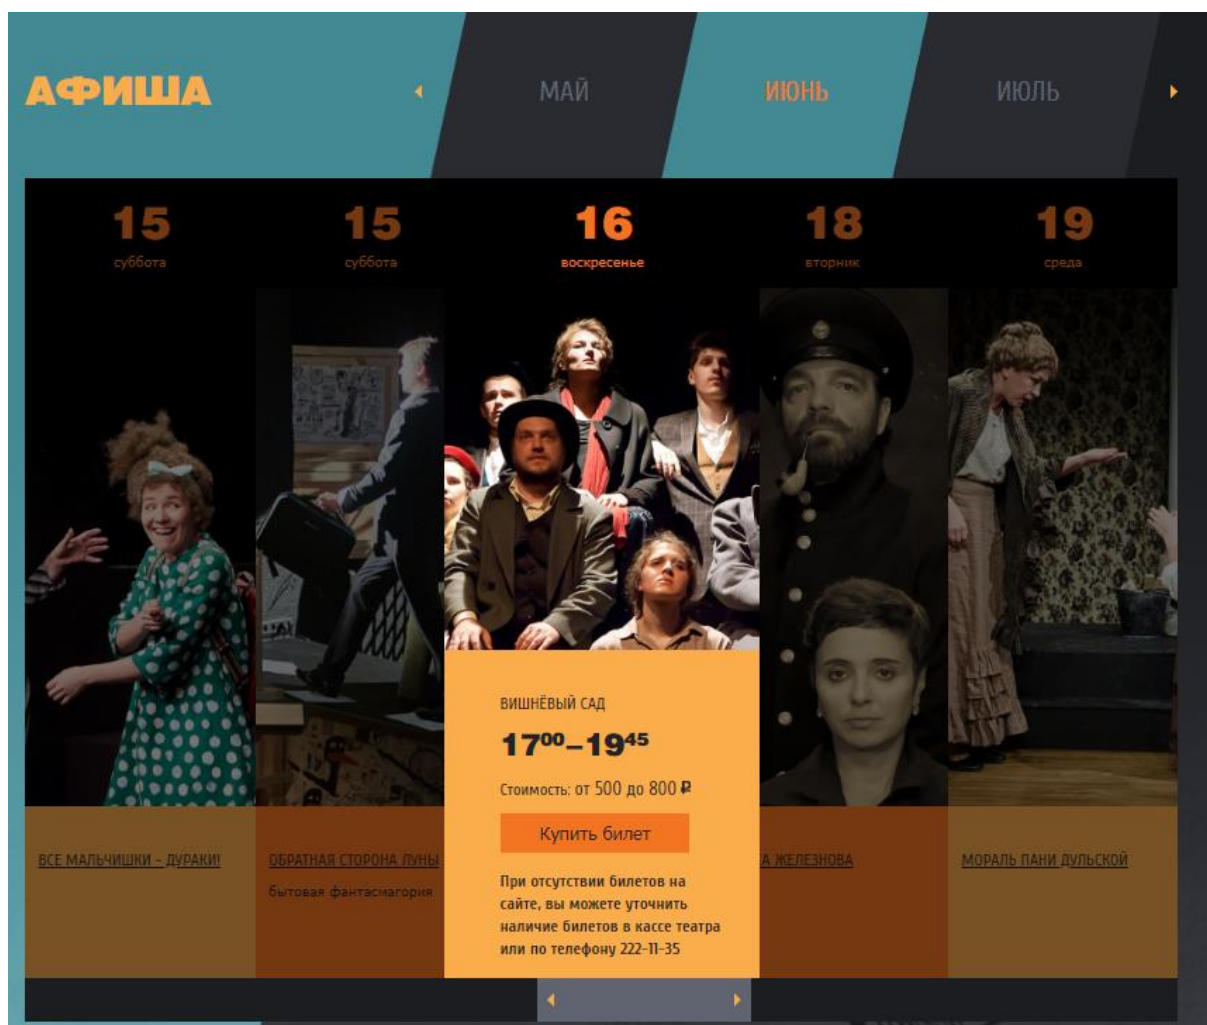 АФИША
МАЙ
ИЮНЬ
ИЮЛЬ
15
суббота
15
суббота
16
воскресенье
18
вторник
19
среда
ВСЕ МАЛЬЧИШКИ – ДУРАКИ!
ОБРАТНАЯ СТОРОНА ЛУНЫ
бытовая фантасмагория
ВИШНЁВЫЙ САД
17⁰⁰–19⁴⁵
Стоимость: от 500 до 800 ₽
Купить билет
При отсутствии билетов на
сайте, вы можете уточнить
наличие билетов в кассе театра
или по телефону 222-11-35
ЖЕЛЕЗНОВА
МОРАЛЬ ПАНИ ДУЛЬСКОЙ